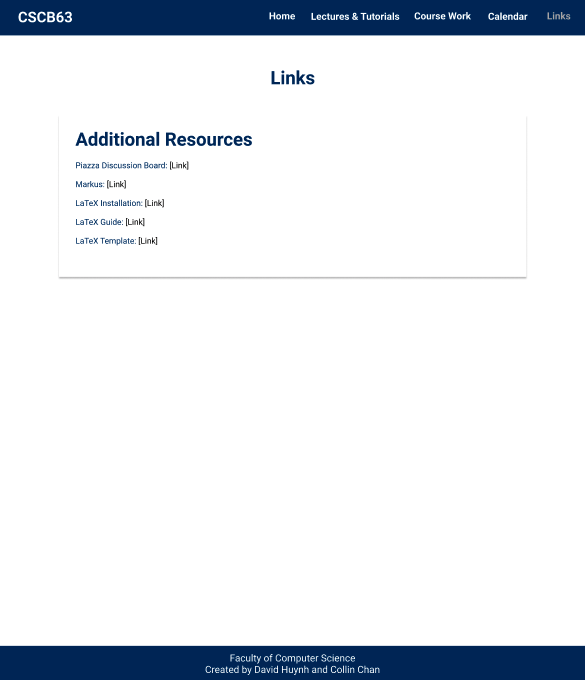 CSCB63 Home Lectures & Tutorials Course Work Calendar Links
Links
Additional Resources
Piazza Discussion Board: [Link]
Markus: [Link]
LaTeX Installation: [Link]
LaTeX Guide: [Link]
LaTeX Template: [Link]
Faculty of Computer Science
Created by David Huynh and Collin Chan